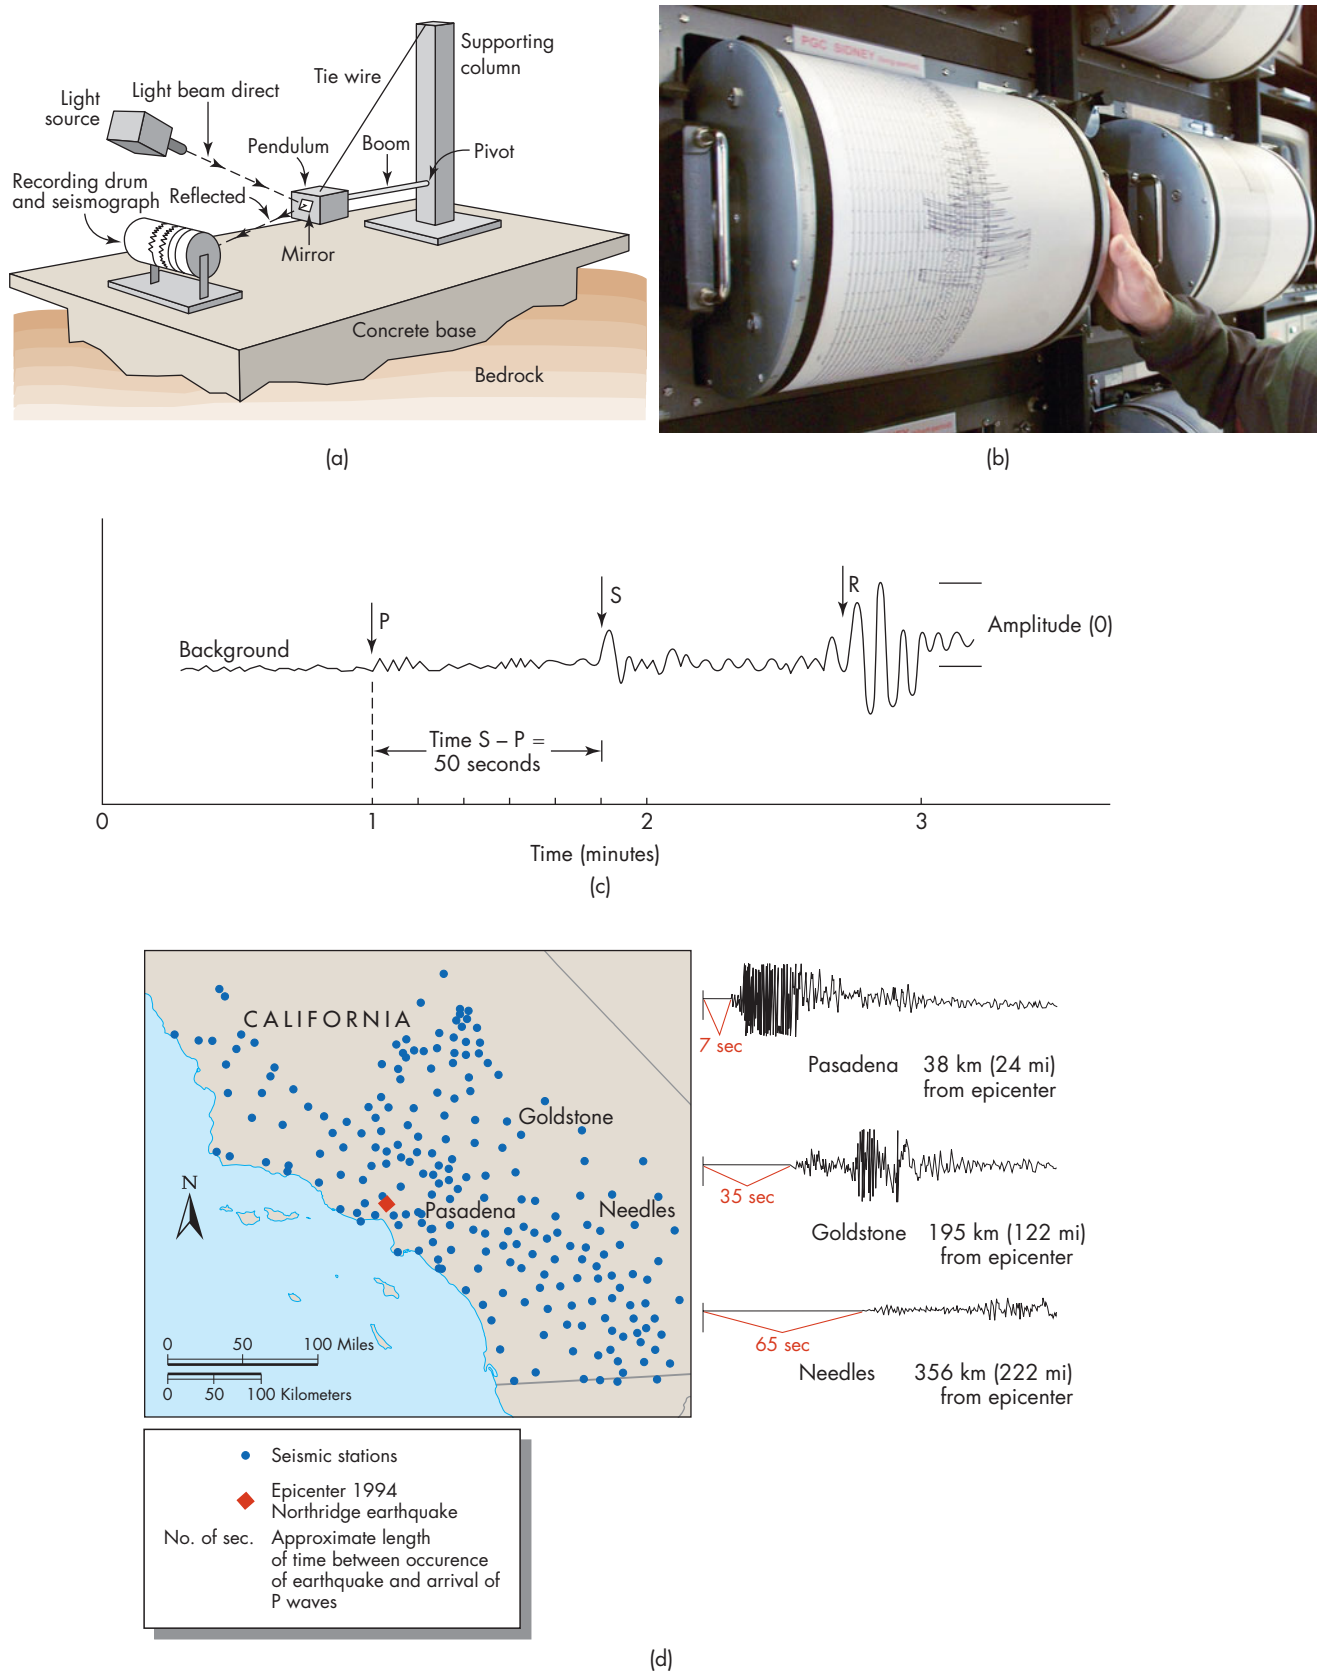 Supporting
column
Tie wire
Light
source
Light beam direct
Pendulum
Boom
Pivot
Recording drum
and seismograph
Reflected
Mirror
Concrete base
Bedrock
(a)
PGC SIDNEY
(b)
Background
P
S
R
Amplitude (0)
Time S – P =
50 seconds
0
1
2
3
Time (minutes)
(c)
CALIFORNIA
Goldstone
Pasadena
Needles
N
0
50
100 Miles
0
50
100 Kilometers
7 sec
Pasadena 38 km (24 mi)
from epicenter
35 sec
Goldstone 195 km (122 mi)
from epicenter
65 sec
Needles 356 km (222 mi)
from epicenter
Seismic stations
Epicenter 1994
Northridge earthquake
No. of sec. Approximate length
of time between occurence
of earthquake and arrival of
P waves
(d)